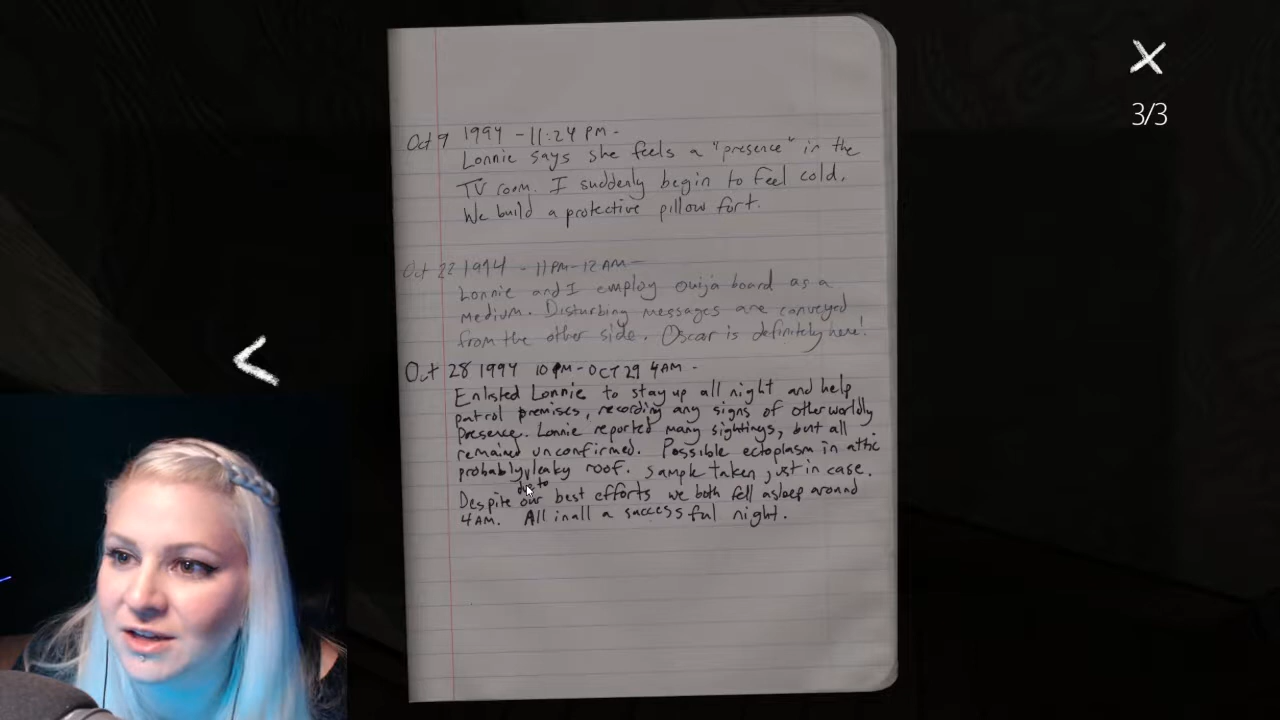 3/3
Oct 9 1994 - 11:24 PM -
Lonnie says she feels a "presence" in the
TV room. I suddenly begin to feel cold.
We build a protective pillow fort.
Oct 22 1994 - 11PM - 12AM -
Lonnie and I employ ouija board as a
medium. Disturbing messages are conveyed
from the other side. Oscar is definitely here!
Oct 28 1994 10PM - OCT 29 4AM -
Enlisted Lonnie to stay up all night and help
patrol premises, recording any signs of otherworldly
presence. Lonnie reported many sightings, but all
remained unconfirmed. Possible ectoplasm in attic
probably leaky roof. Sample taken just in case.
due to
Despite our best efforts we both fell asleep around
4AM. All in all a successful night.